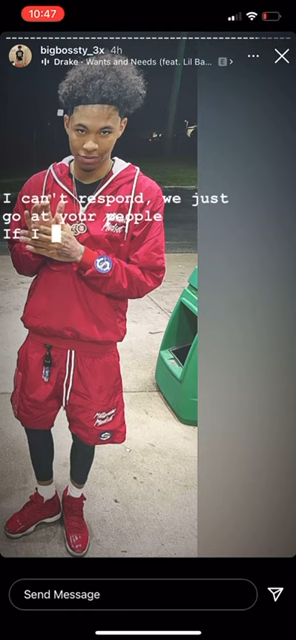 10:47
bigbossty_3x 4h
Drake - Wants and Needs (feat. Lil Ba... E >
I can't respond, we just
go at your people
If I
Send Message